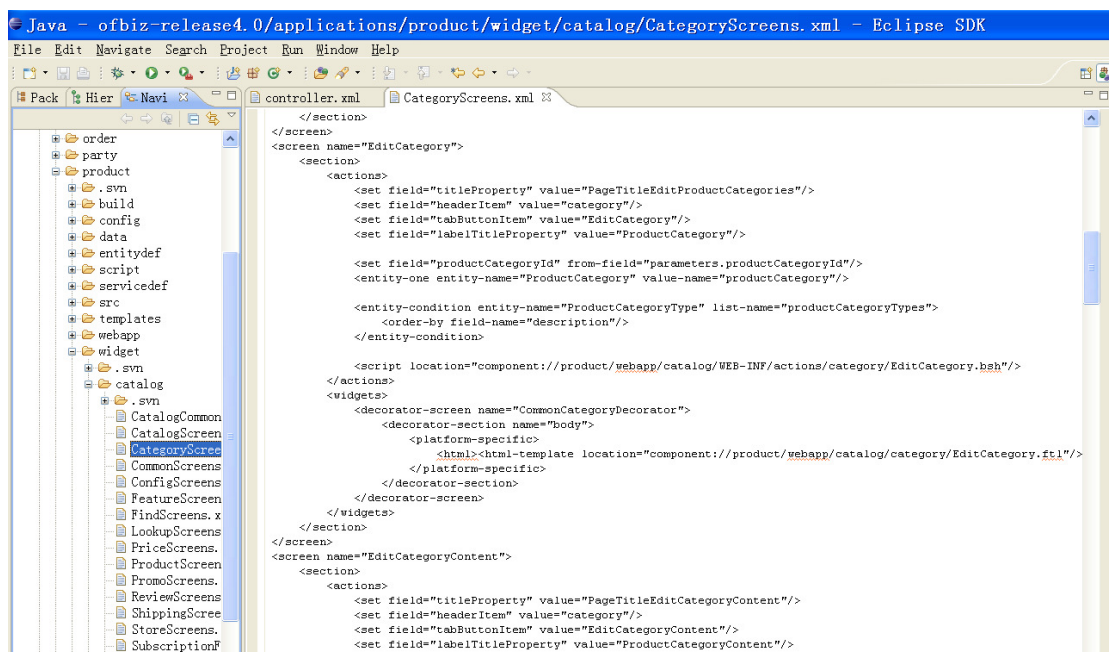 Java - ofbiz-release4.0/applications/product/widget/catalog/CategoryScreens.xml - Eclipse SDK
File Edit Navigate Search Project Run Window Help
Pack Hier Navi controller.xml CategoryScreens.xml
order
party
product
.svn
build
config
data
entitydef
script
servicedef
src
templates
webapp
widget
.svn
catalog
.svn
CatalogCommon
CatalogScreen
CategoryScree
CommonScreens
ConfigScreens
FeatureScreen
FindScreens.x
LookupScreens
PriceScreens.
ProductScreen
PromoScreens.
ReviewScreens
ShippingScree
StoreScreens.
SubscriptionF
</section>
</screen>
<screen name="EditCategory">
<section>
<actions>
<set field="titleProperty" value="PageTitleEditProductCategories"/>
<set field="headerItem" value="category"/>
<set field="tabButtonItem" value="EditCategory"/>
<set field="labelTitleProperty" value="ProductCategory"/>
<set field="productCategoryId" from-field="parameters.productCategoryId"/>
<entity-one entity-name="ProductCategory" value-name="productCategory"/>
<entity-condition entity-name="ProductCategoryType" list-name="productCategoryTypes">
<order-by field-name="description"/>
</entity-condition>
<script location="component://product/webapp/catalog/WEB-INF/actions/category/EditCategory.bsh"/>
</actions>
<widgets>
<decorator-screen name="CommonCategoryDecorator">
<decorator-section name="body">
<platform-specific>
<html><html-template location="component://product/webapp/catalog/category/EditCategory.ftl"/>
</platform-specific>
</decorator-section>
</decorator-screen>
</widgets>
</section>
</screen>
<screen name="EditCategoryContent">
<section>
<actions>
<set field="titleProperty" value="PageTitleEditCategoryContent"/>
<set field="headerItem" value="category"/>
<set field="tabButtonItem" value="EditCategoryContent"/>
<set field="labelTitleProperty" value="ProductCategoryContent"/>